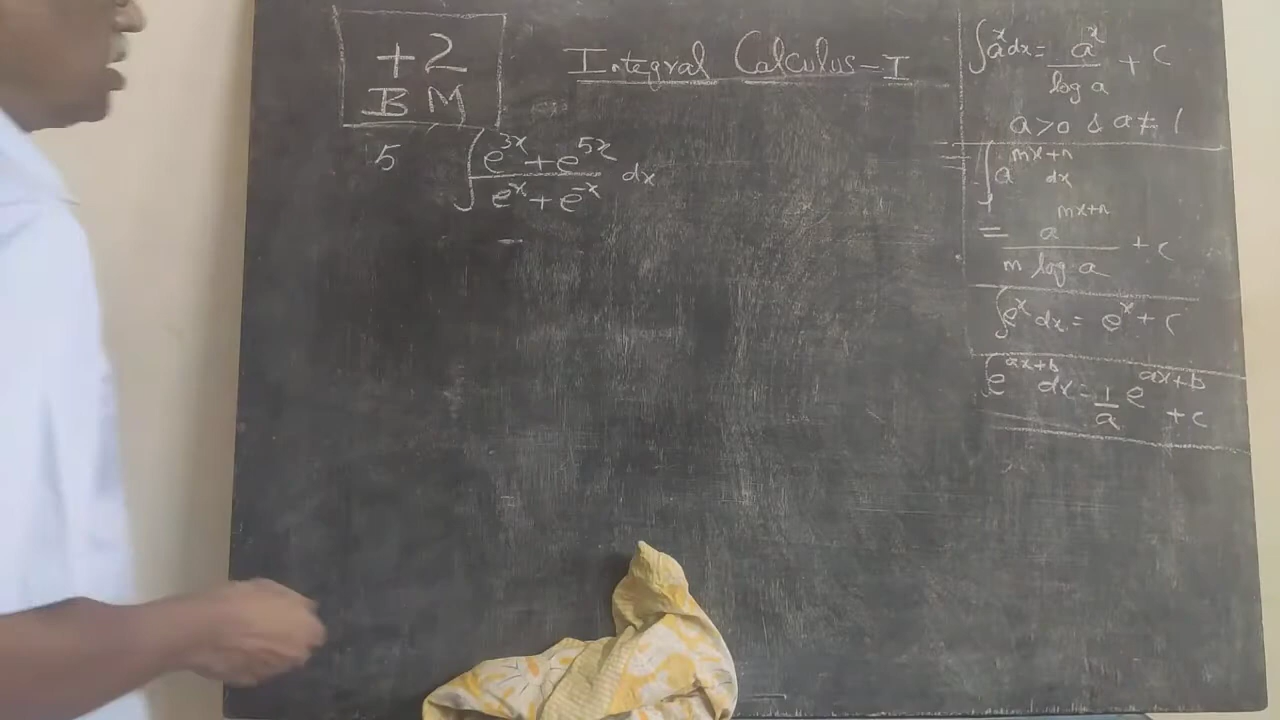 +2
B M
Integral Calculus-I
5 ∫ (e^{3x} + e^{5x}) / (e^x + e^{-x}) dx
∫ a^x dx = a^x / log a + c
a>0 & a≠1
∫ a^{mx+n} dx
= a^{mx+n} / (m log a) + c
∫ e^x dx = e^x + c
∫ e^{ax+b} dx = 1/a e^{ax+b} + c